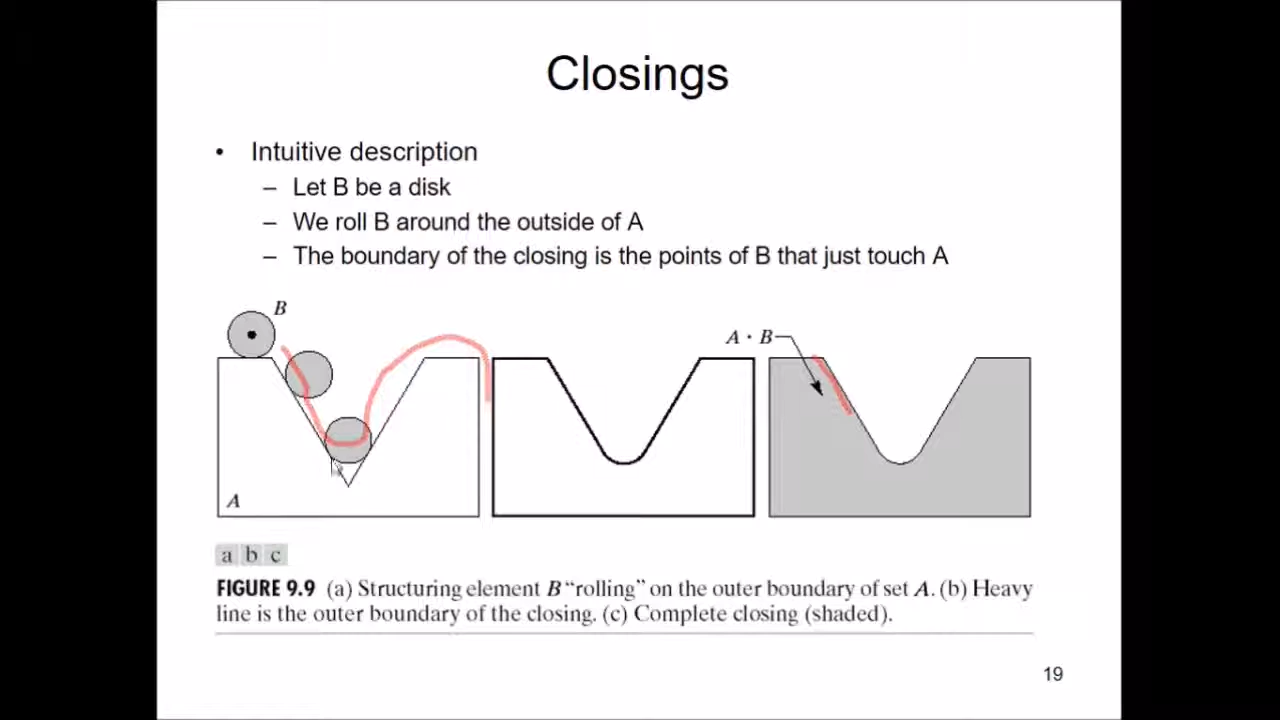 Closings
• Intuitive description
– Let B be a disk
– We roll B around the outside of A
– The boundary of the closing is the points of B that just touch A
B
A · B
A
a b c
FIGURE 9.9 (a) Structuring element B “rolling” on the outer boundary of set A. (b) Heavy
line is the outer boundary of the closing. (c) Complete closing (shaded).
19